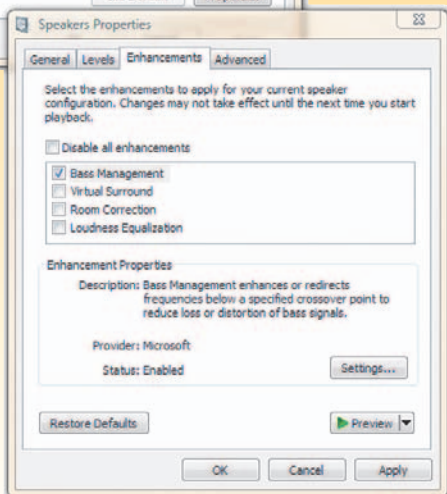 Speakers Properties
General Levels Enhancements Advanced
Select the enhancements to apply for your current speaker
configuration. Changes may not take effect until the next time you start
playback.
Disable all enhancements
Bass Management
Virtual Surround
Room Correction
Loudness Equalization
Enhancement Properties
Description: Bass Management enhances or redirects
frequencies below a specified crossover point to
reduce loss or distortion of bass signals.
Provider: Microsoft
Status: Enabled
Settings...
Restore Defaults
Preview
OK Cancel Apply